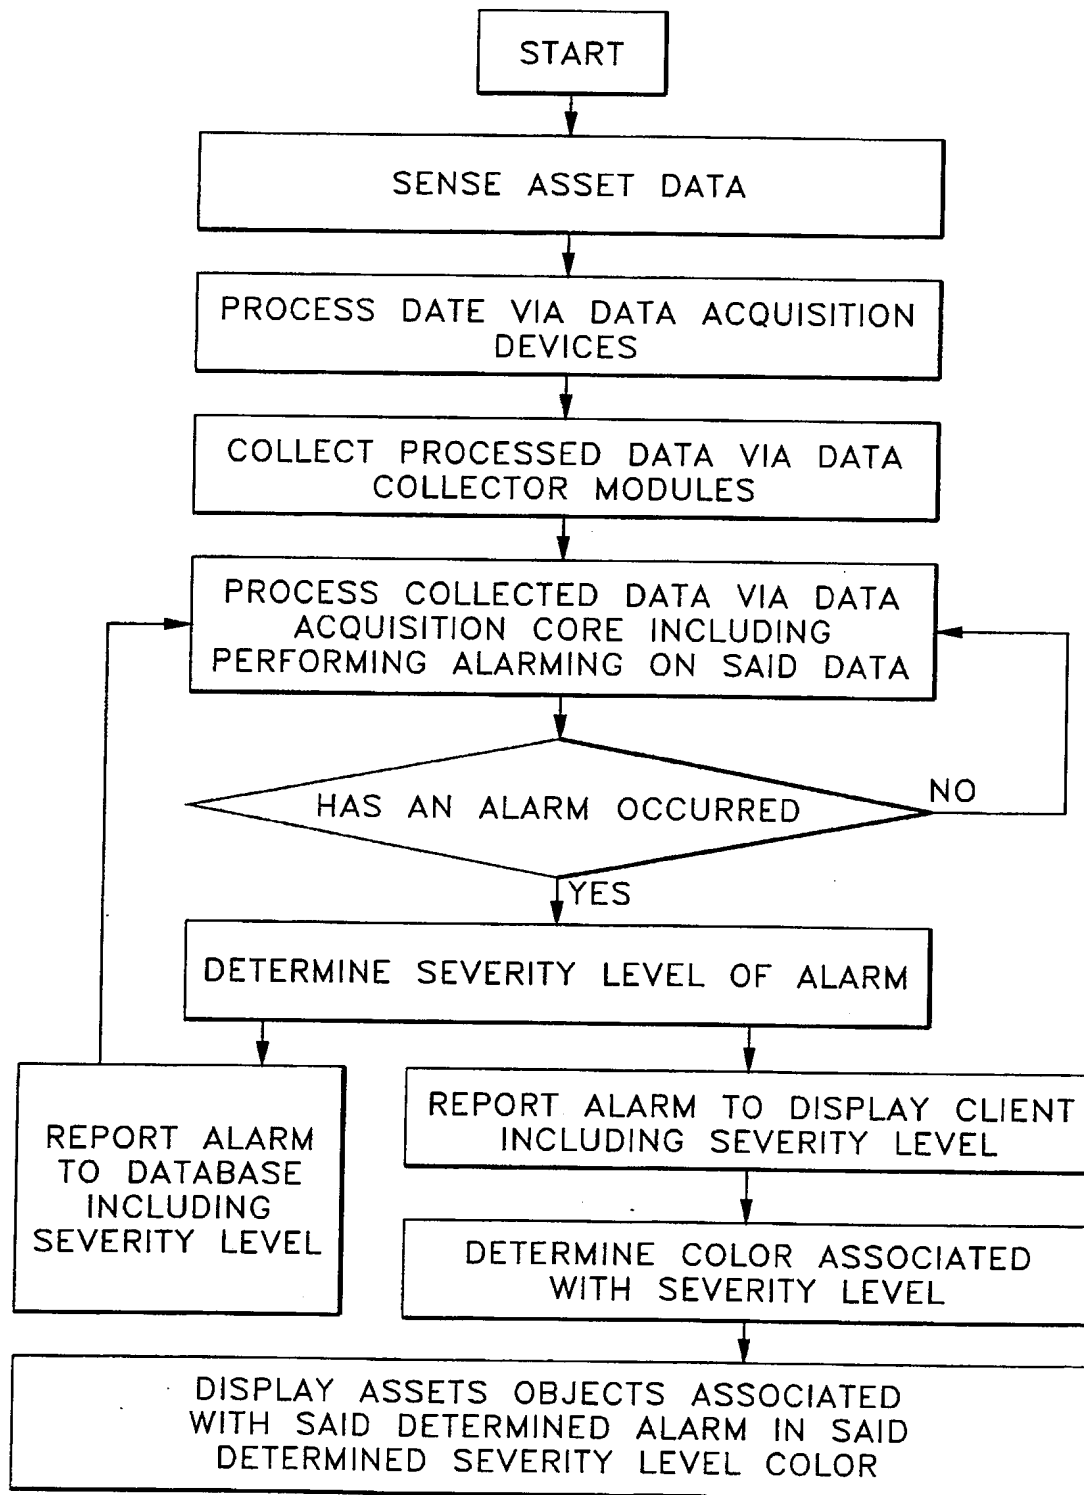 START
SENSE ASSET DATA
PROCESS DATE VIA DATA ACQUISITION
DEVICES
COLLECT PROCESSED DATA VIA DATA
COLLECTOR MODULES
PROCESS COLLECTED DATA VIA DATA
ACQUISITION CORE INCLUDING
PERFORMING ALARMING ON SAID DATA
HAS AN ALARM OCCURRED
NO
YES
DETERMINE SEVERITY LEVEL OF ALARM
REPORT ALARM
TO DATABASE
INCLUDING
SEVERITY LEVEL
REPORT ALARM TO DISPLAY CLIENT
INCLUDING SEVERITY LEVEL
DETERMINE COLOR ASSOCIATED
WITH SEVERITY LEVEL
DISPLAY ASSETS OBJECTS ASSOCIATED
WITH SAID DETERMINED ALARM IN SAID
DETERMINED SEVERITY LEVEL COLOR